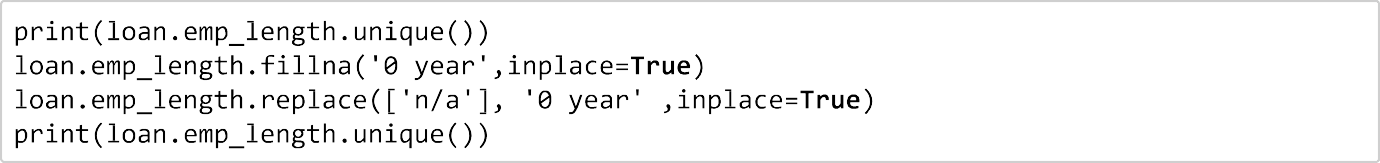 print(loan.emp_length.unique())
loan.emp_length.fillna('0 year',inplace=True)
loan.emp_length.replace(['n/a'], '0 year' ,inplace=True)
print(loan.emp_length.unique())